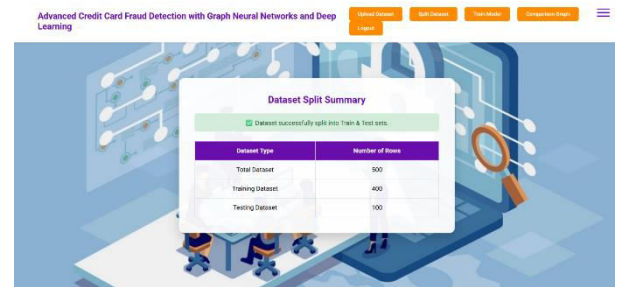 Advanced Credit Card Fraud Detection with Graph Neural Networks and Deep
Learning
Upload Dataset
Split Dataset
Train Model
Comparison Graph
Logout
Dataset Split Summary
✅ Dataset successfully split into Train & Test sets.
Dataset Type Number of Rows
Total Dataset 500
Training Dataset 400
Testing Dataset 100